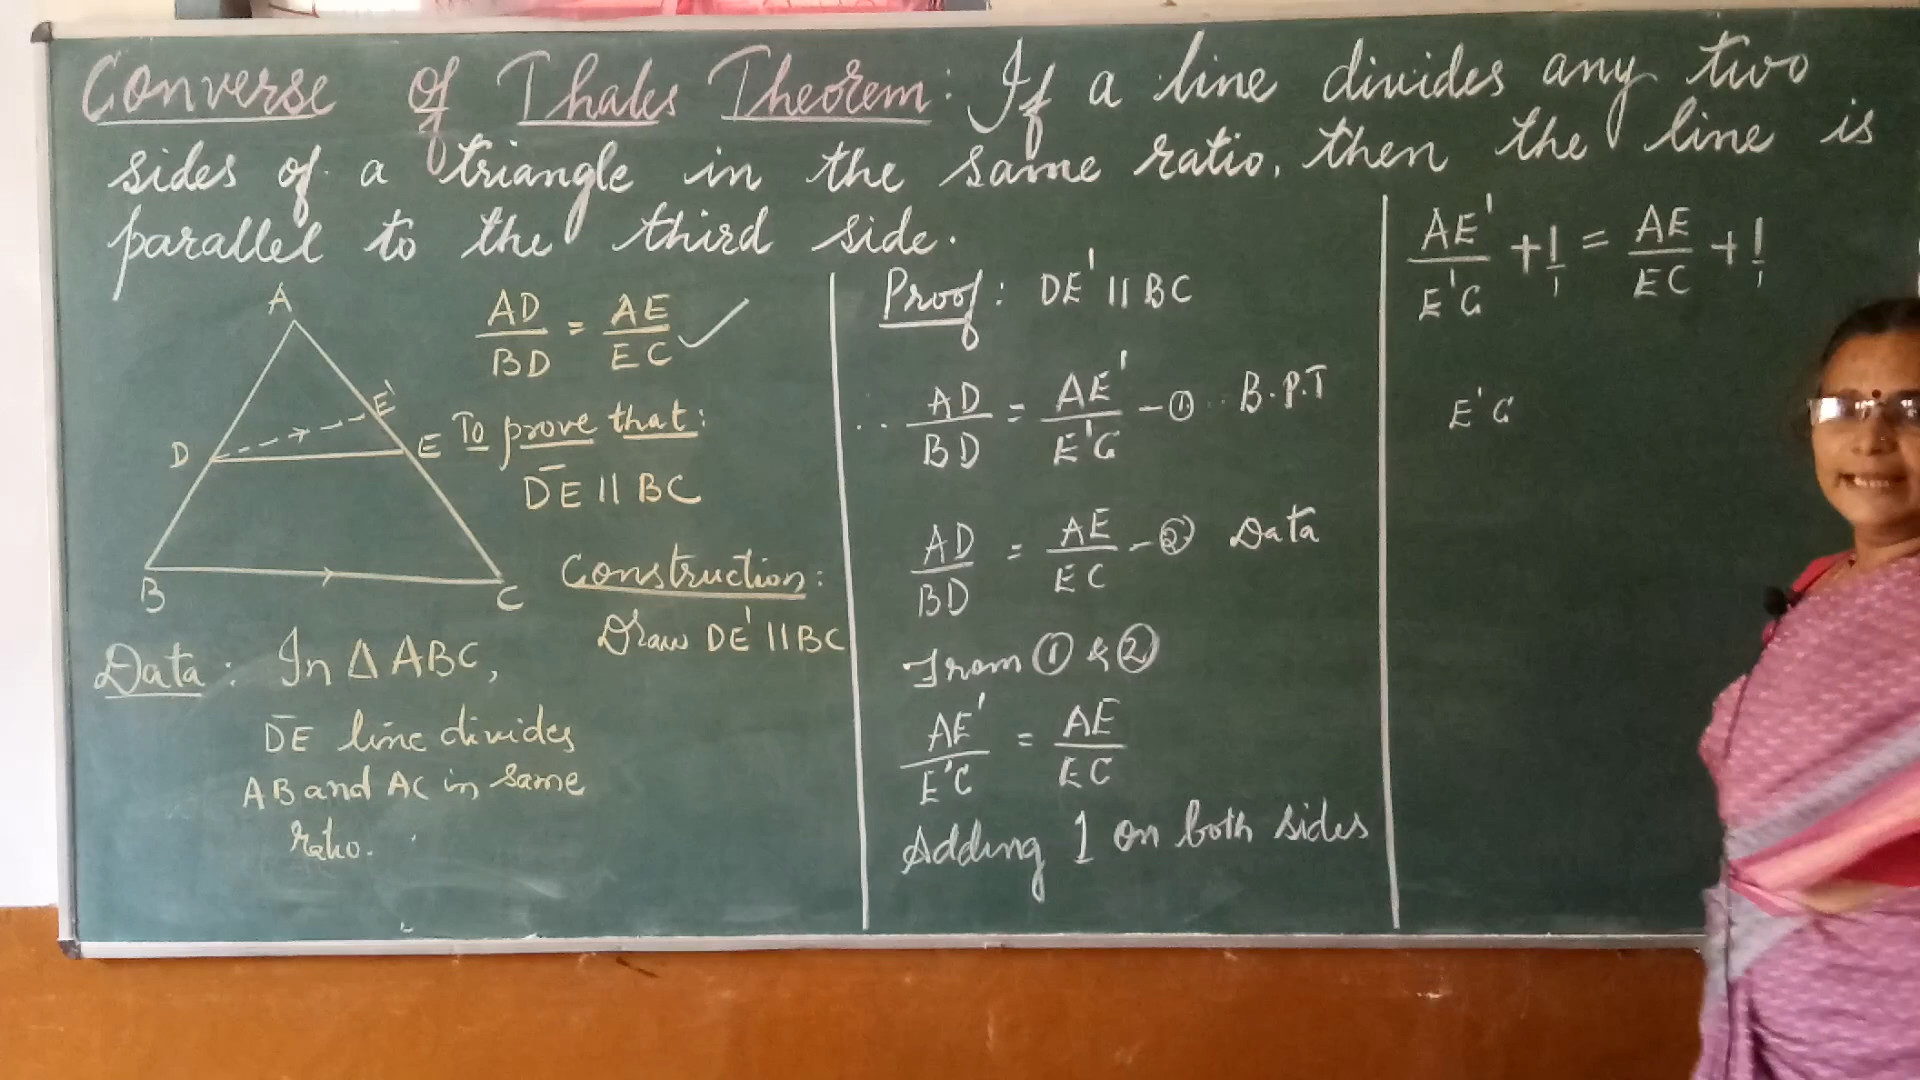 Converse of Thales Theorem: If a line divides any two
sides of a triangle in the same ratio, then the line is
parallel to the third side.
A
D
E'
E
B
C
AD/BD = AE/EC ✓
To prove that:
DE || BC
Construction:
Draw DE' || BC
Data: In Δ ABC,
DE line divides
AB and AC in same
ratio.
Proof: DE' || BC
AD/BD = AE'/E'C - ① B.P.T
AD/BD = AE/EC - ② Data
From ① & ②
AE'/E'C = AE/EC
Adding 1 on both sides
AE'/E'C + 1/1 = AE/EC + 1/1
E'C